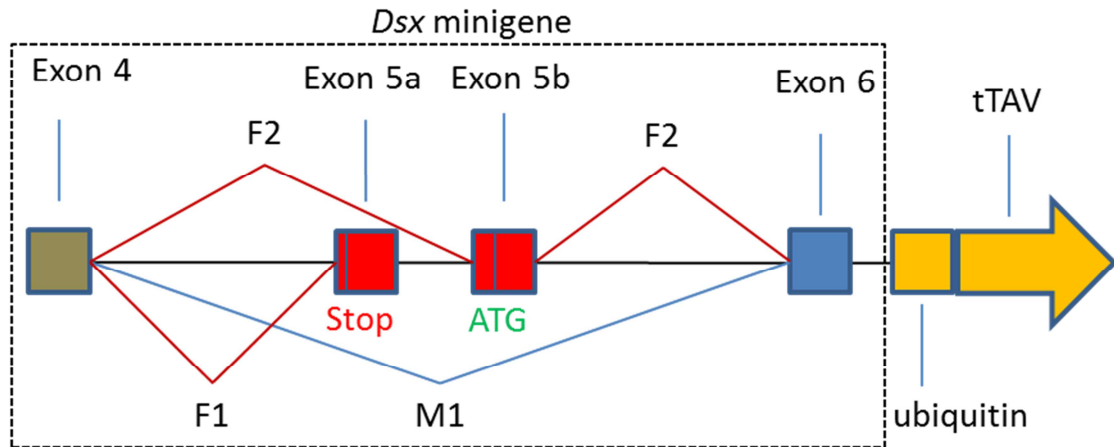 Dsx minigene
Exon 4
Exon 5a
Exon 5b
Exon 6
tTAV
F2
F2
Stop
ATG
F1
M1
ubiquitin